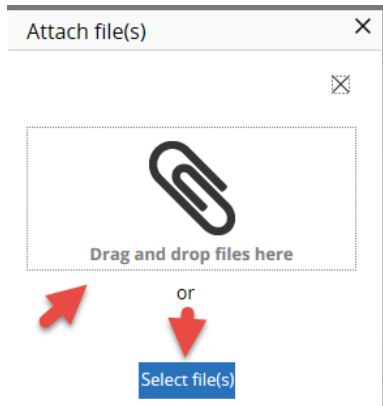 Attach file(s)
Drag and drop files here
or
Select file(s)